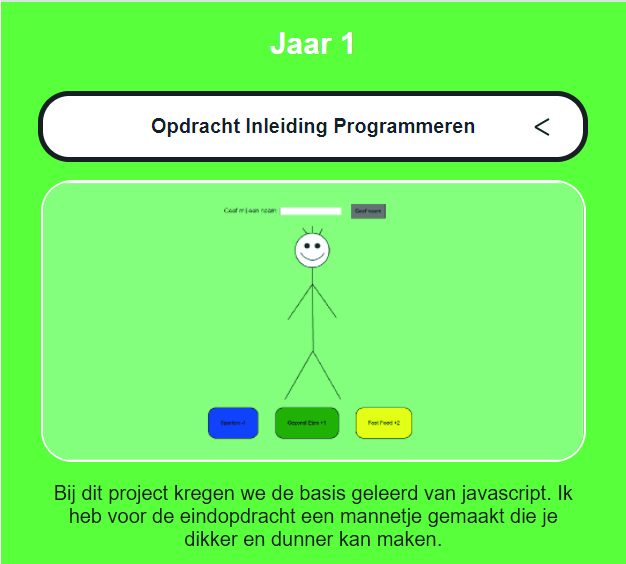 Jaar 1
Opdracht Inleiding Programmeren <
Geef mij een naam:
Geef naam
Sporten -1
Gezond Eten +1
Fast Food +2
Bij dit project kregen we de basis geleerd van javascript. Ik
heb voor de eindopdracht een mannetje gemaakt die je
dikker en dunner kan maken.